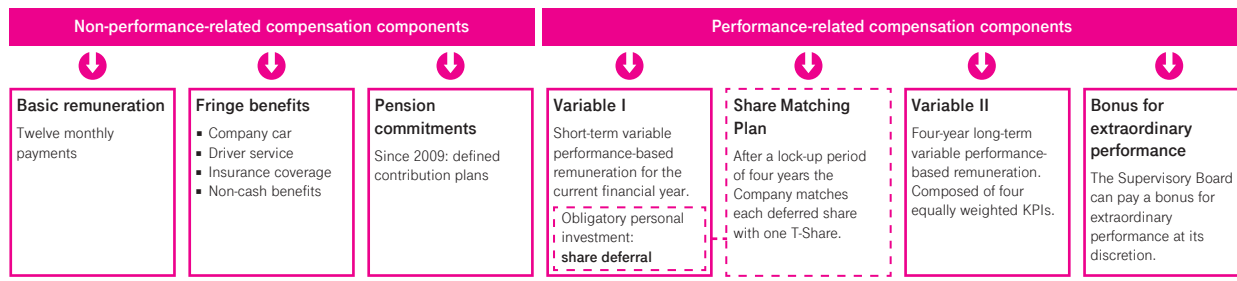 Non-performance-related compensation components
Performance-related compensation components
Basic remuneration
Twelve monthly
payments
Fringe benefits
▪ Company car
▪ Driver service
▪ Insurance coverage
▪ Non-cash benefits
Pension
commitments
Since 2009: defined
contribution plans
Variable I
Short-term variable
performance-based
remuneration for the
current financial year.
Obligatory personal
investment:
share deferral
Share Matching
Plan
After a lock-up period
of four years the
Company matches
each deferred share
with one T-Share.
Variable II
Four-year long-term
variable performance-
based remuneration.
Composed of four
equally weighted KPIs.
Bonus for
extraordinary
performance
The Supervisory Board
can pay a bonus for
extraordinary
performance at its
discretion.